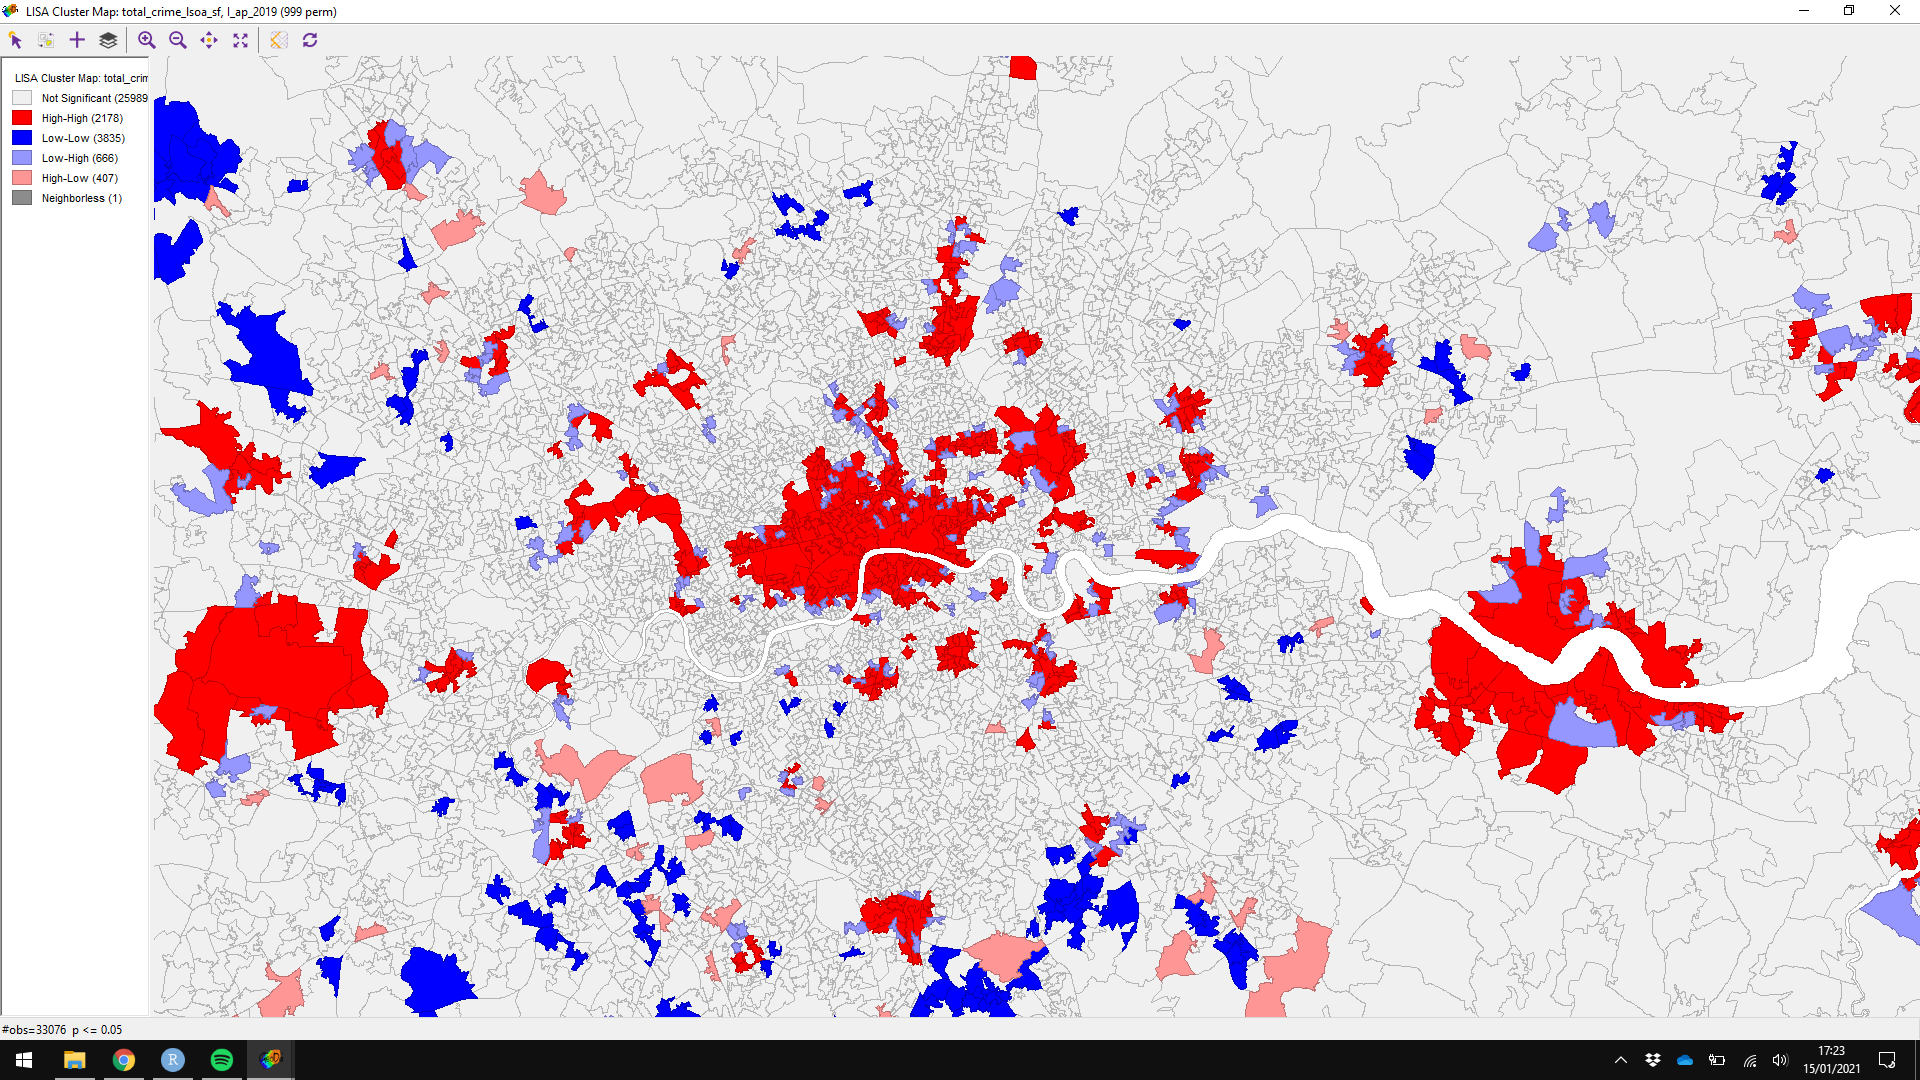 LISA Cluster Map: total_crime_lsoa_sf, I_ap_2019 (999 perm)
LISA Cluster Map: total_crim
Not Significant (25989
High-High (2178)
Low-Low (3835)
Low-High (666)
High-Low (407)
Neighborless (1)
#obs=33076 p <= 0.05
R
17:23
15/01/2021